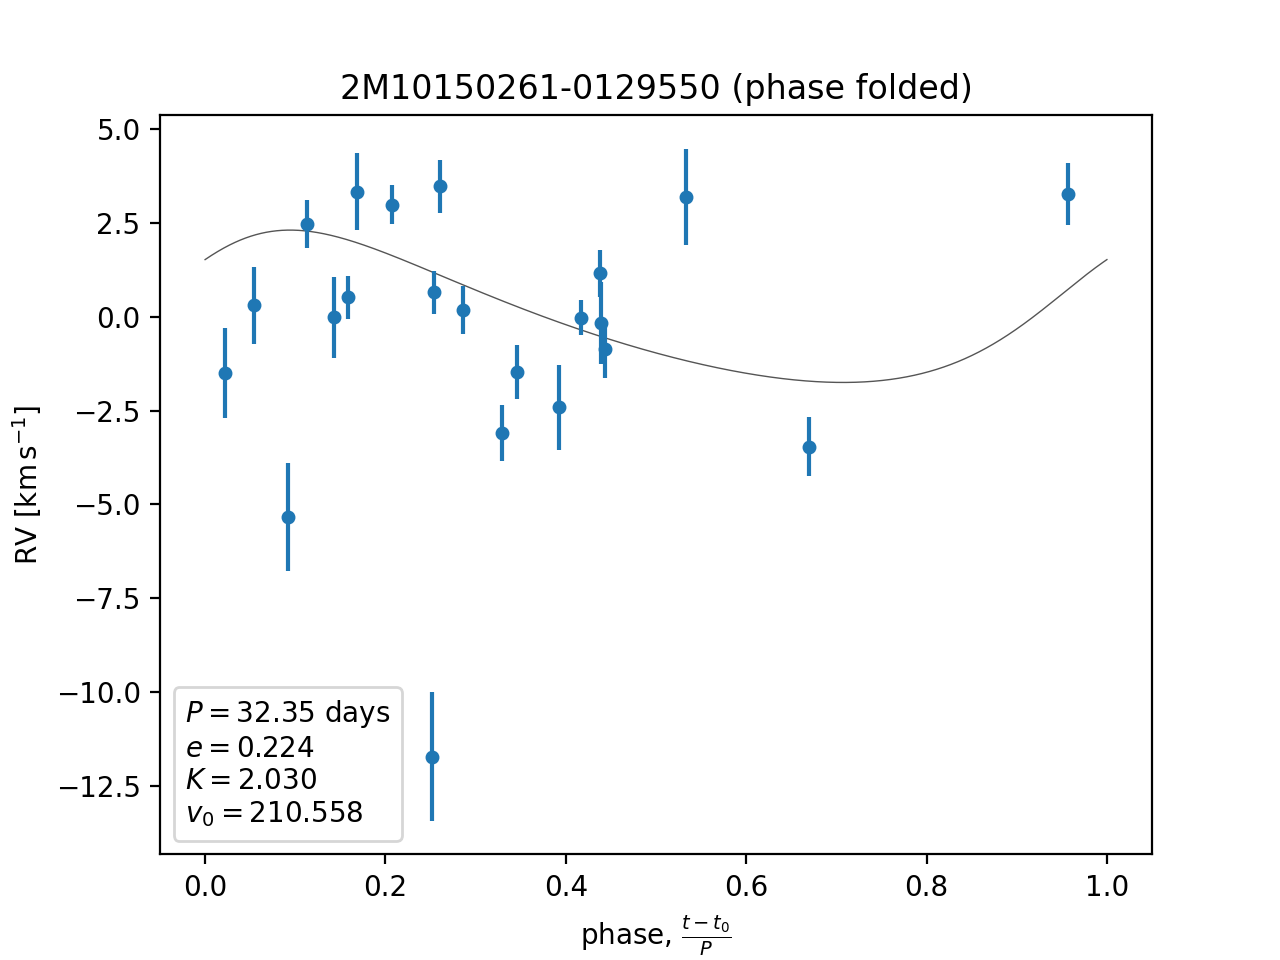 2M10150261-0129550 (phase folded)
5.0
2.5
0.0
−2.5
−5.0
−7.5
−10.0
−12.5
RV [km s⁻¹]
P = 32.35 days
e = 0.224
K = 2.030
v₀ = 210.558
0.0 0.2 0.4 0.6 0.8 1.0
phase, (t − t₀)/P